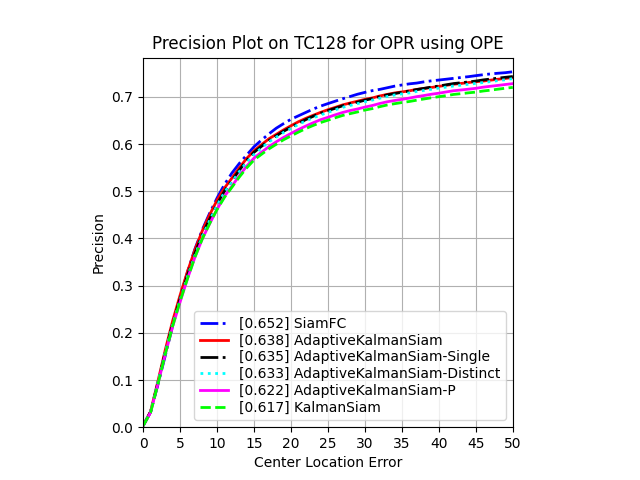 Precision Plot on TC128 for OPR using OPE
Precision
0.7
0.6
0.5
0.4
0.3
0.2
0.1
0.0
[0.652] SiamFC
[0.638] AdaptiveKalmanSiam
[0.635] AdaptiveKalmanSiam-Single
[0.633] AdaptiveKalmanSiam-Distinct
[0.622] AdaptiveKalmanSiam-P
[0.617] KalmanSiam
0 5 10 15 20 25 30 35 40 45 50
Center Location Error